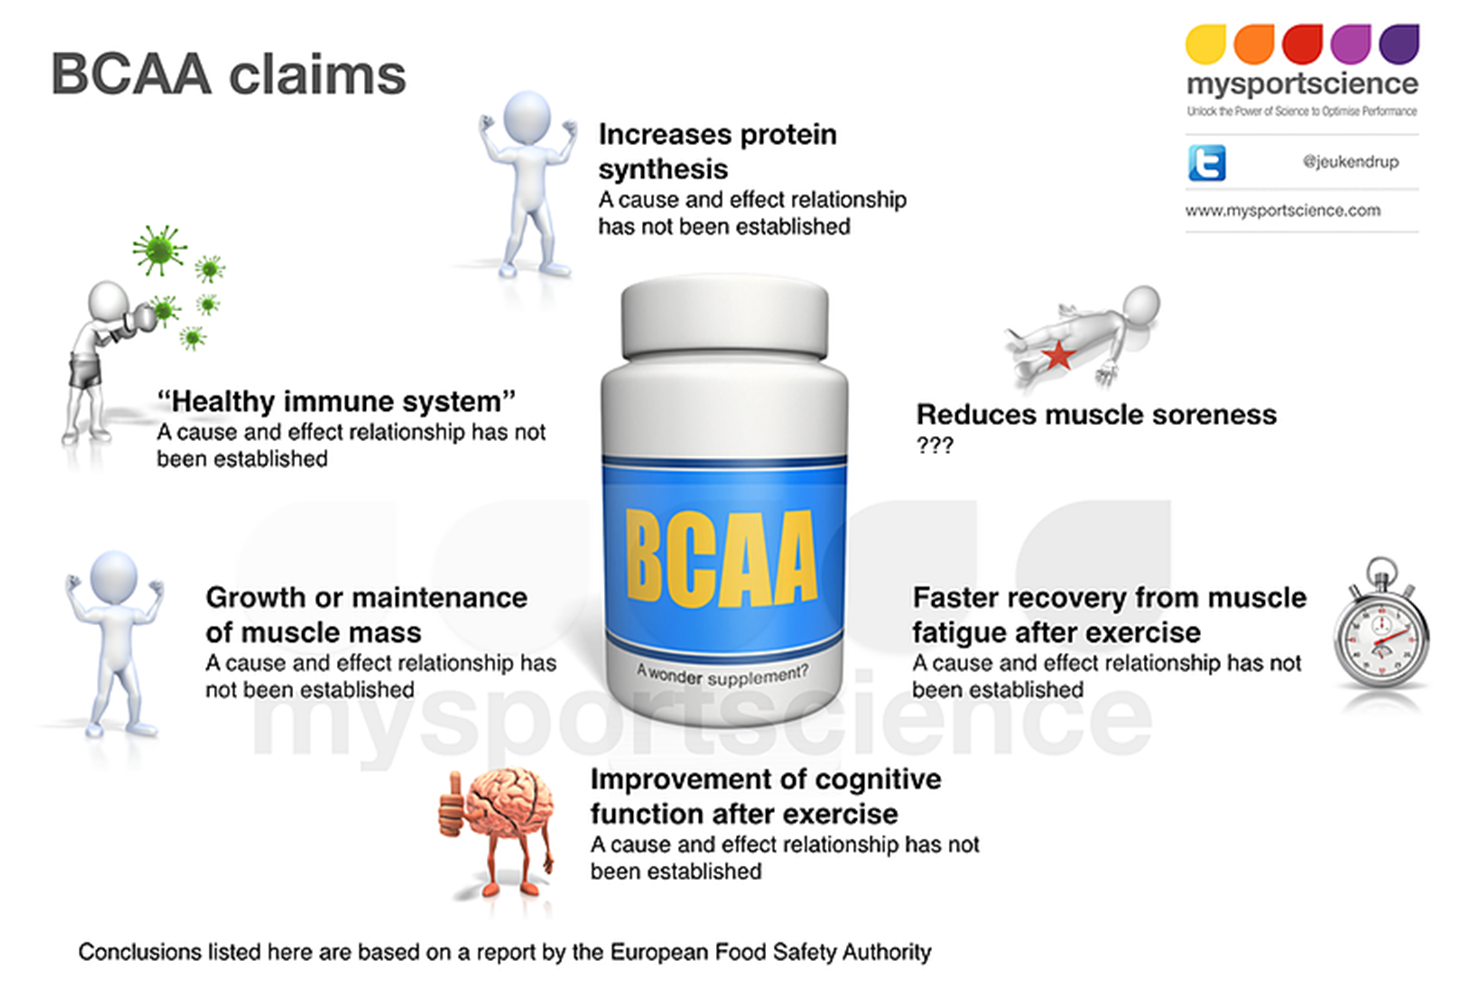 BCAA claims
mysportscience
Unlock the Power of Science to Optimise Performance
@jeukendrup
www.mysportscience.com
Increases protein
synthesis
A cause and effect relationship
has not been established
"Healthy immune system"
A cause and effect relationship has not
been established
Reduces muscle soreness
???
BCAA
A wonder supplement?
Growth or maintenance
of muscle mass
A cause and effect relationship has
not been established
Faster recovery from muscle
fatigue after exercise
A cause and effect relationship has not
been established
mysportscience
Improvement of cognitive
function after exercise
A cause and effect relationship has not
been established
Conclusions listed here are based on a report by the European Food Safety Authority